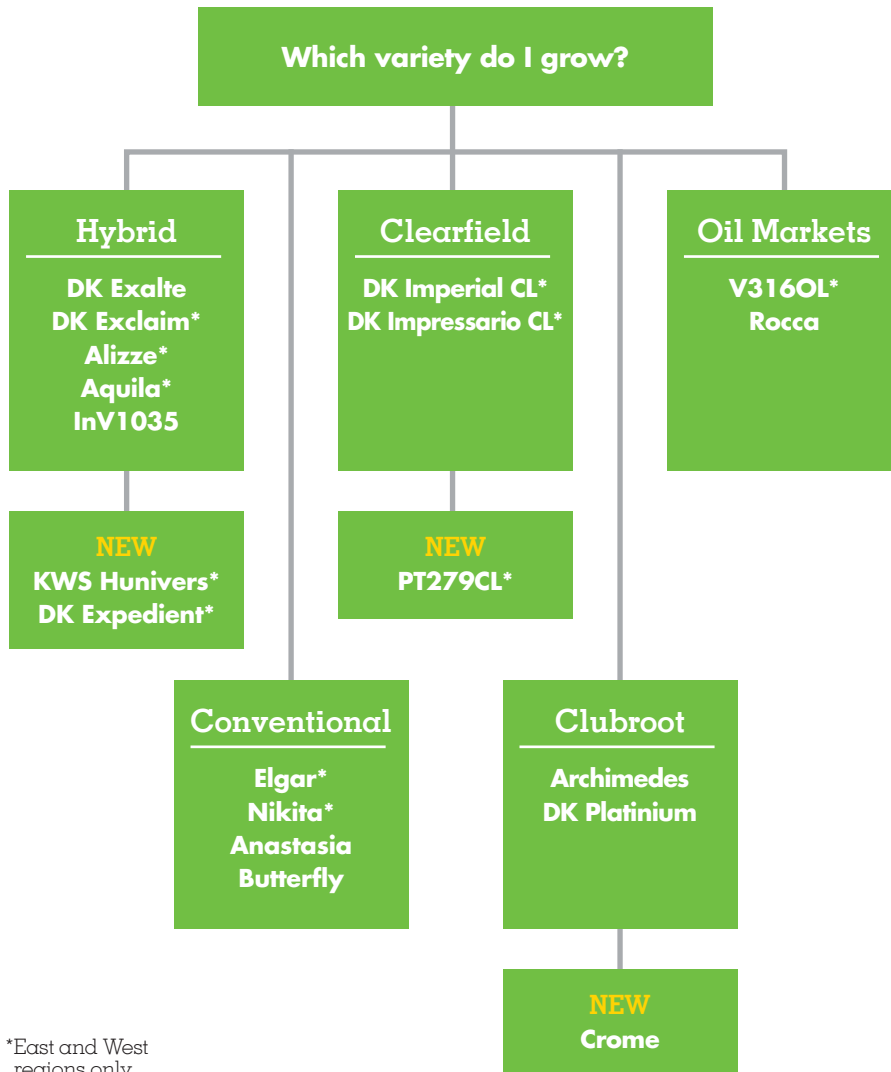 Which variety do I grow?
Hybrid
DK Exalte
DK Exclaim*
Alizze*
Aquila*
InV1035
NEW
KWS Hunivers*
DK Expedient*
Clearfield
DK Imperial CL*
DK Impressario CL*
NEW
PT279CL*
Oil Markets
V316OL*
Rocca
Conventional
Elgar*
Nikita*
Anastasia
Butterfly
Clubroot
Archimedes
DK Platinium
NEW
Crome
*East and West
regions only